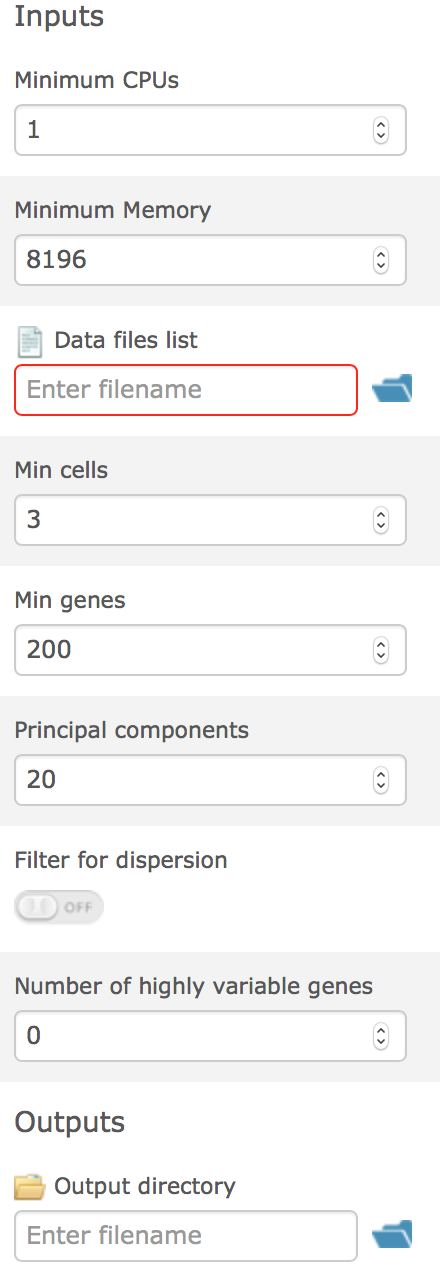 Inputs
Minimum CPUs
1
Minimum Memory
8196
Data files list
Enter filename
Min cells
3
Min genes
200
Principal components
20
Filter for dispersion
OFF
Number of highly variable genes
0
Outputs
Output directory
Enter filename